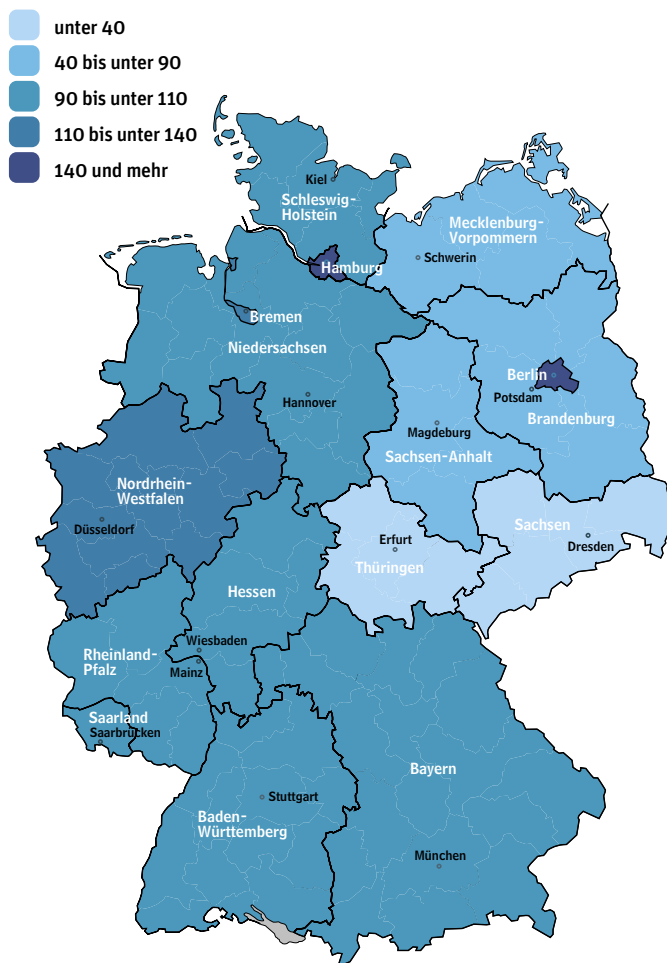 unter 40
40 bis unter 90
90 bis unter 110
110 bis unter 140
140 und mehr
Kiel
Schleswig-
Holstein
Mecklenburg-
Vorpommern
Schwerin
Hamburg
Bremen
Niedersachsen
Hannover
Berlin
Potsdam
Brandenburg
Magdeburg
Sachsen-Anhalt
Nordrhein-
Westfalen
Düsseldorf
Sachsen
Dresden
Erfurt
Thüringen
Hessen
Wiesbaden
Mainz
Rheinland-
Pfalz
Saarland
Saarbrücken
Bayern
Stuttgart
Baden-
Württemberg
München